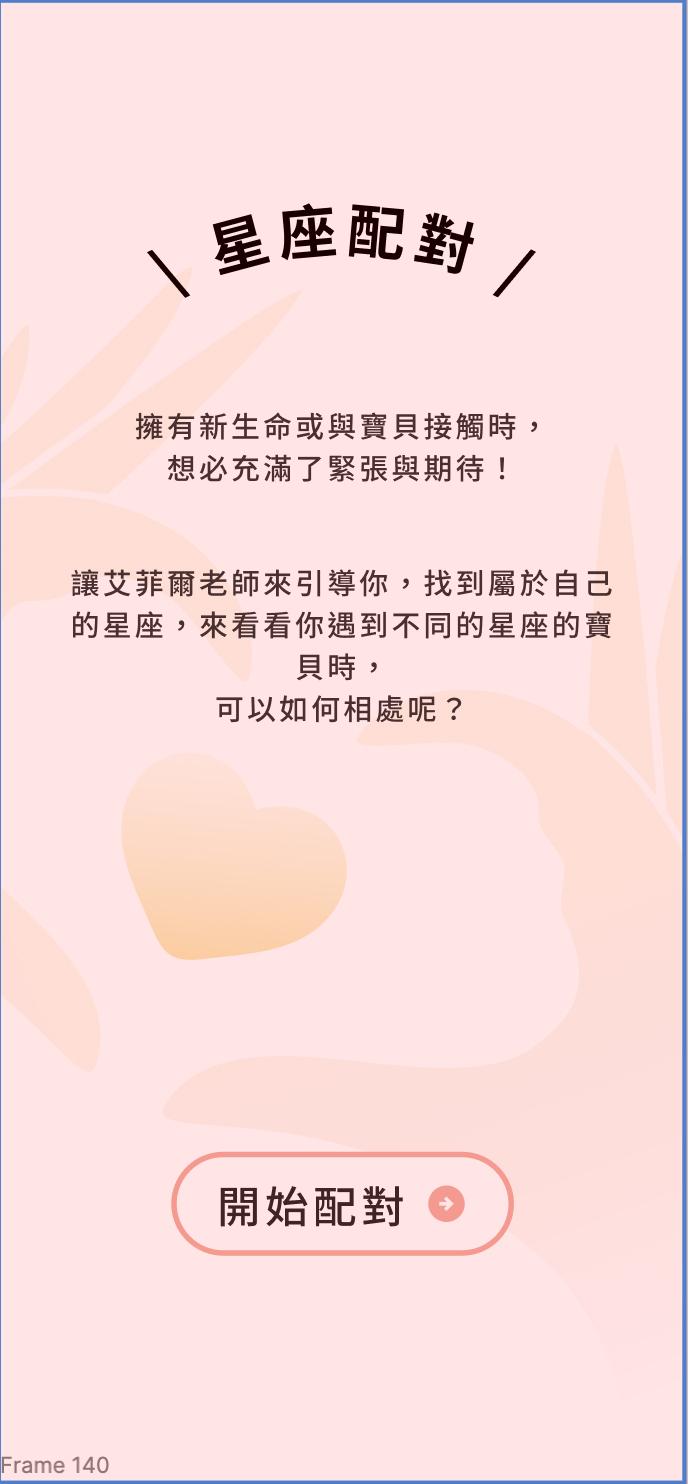 \ 星座配對 /
擁有新生命或與寶貝接觸時，
想必充滿了緊張與期待！
讓艾菲爾老師來引導你，找到屬於自己
的星座，來看看你遇到不同的星座的寶
貝時，
可以如何相處呢？
開始配對
Frame 140